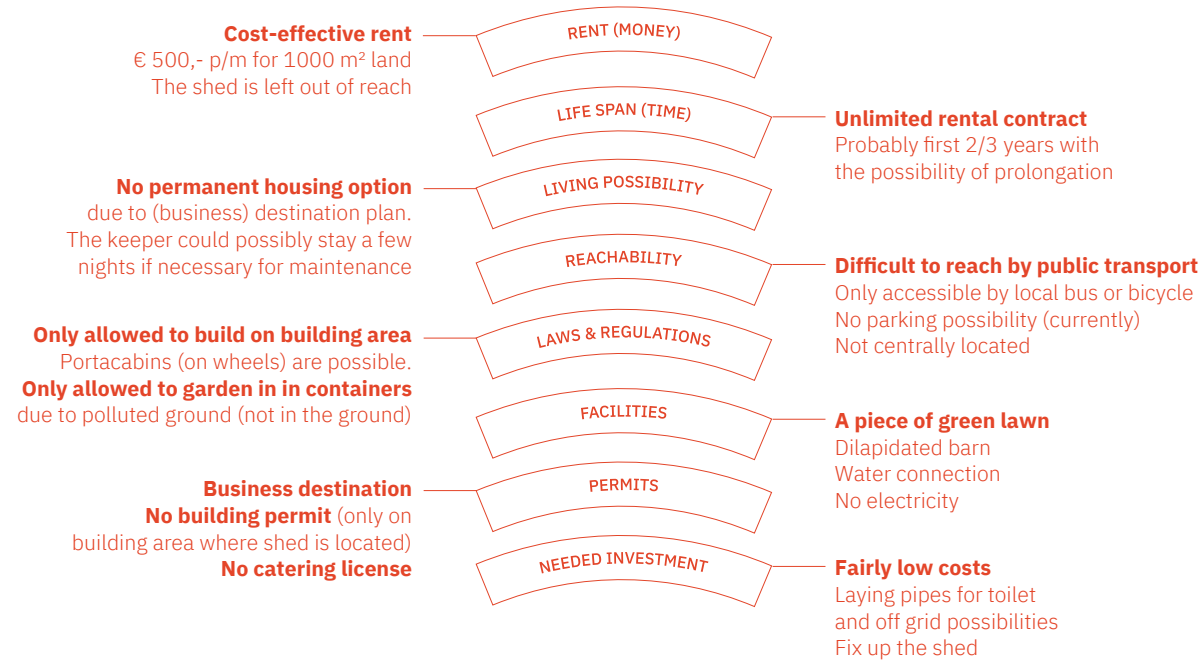 RENT (MONEY)
Cost-effective rent
€ 500,- p/m for 1000 m² land
The shed is left out of reach
LIFE SPAN (TIME)
Unlimited rental contract
Probably first 2/3 years with
the possibility of prolongation
LIVING POSSIBILITY
No permanent housing option
due to (business) destination plan.
The keeper could possibly stay a few
nights if necessary for maintenance
REACHABILITY
Difficult to reach by public transport
Only accessible by local bus or bicycle
No parking possibility (currently)
Not centrally located
LAWS & REGULATIONS
Only allowed to build on building area
Portacabins (on wheels) are possible.
Only allowed to garden in in containers
due to polluted ground (not in the ground)
FACILITIES
A piece of green lawn
Dilapidated barn
Water connection
No electricity
PERMITS
Business destination
No building permit (only on
building area where shed is located)
No catering license
NEEDED INVESTMENT
Fairly low costs
Laying pipes for toilet
and off grid possibilities
Fix up the shed